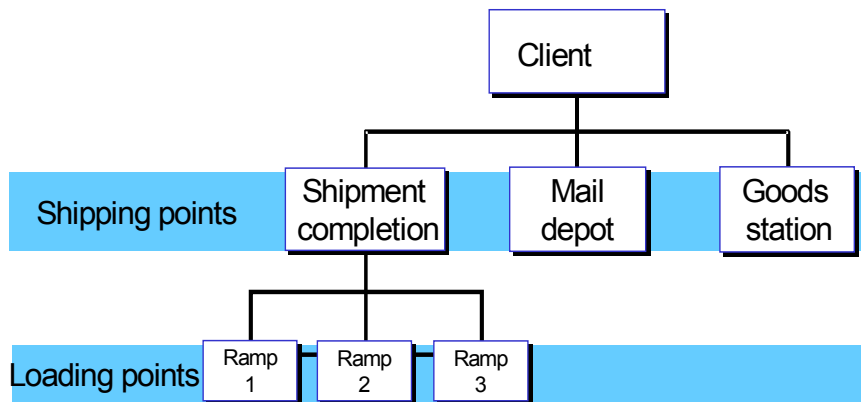 Client
Shipping points
Shipment
completion
Mail
depot
Goods
station
Loading points
Ramp
1
Ramp
2
Ramp
3